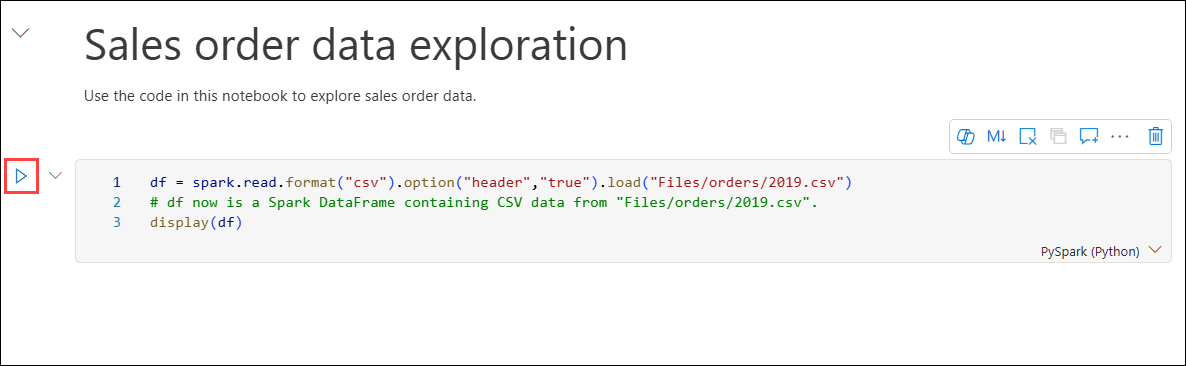 Sales order data exploration
Use the code in this notebook to explore sales order data.
M↓
1 df = spark.read.format("csv").option("header","true").load("Files/orders/2019.csv")
2 # df now is a Spark DataFrame containing CSV data from "Files/orders/2019.csv".
3 display(df)
PySpark (Python)